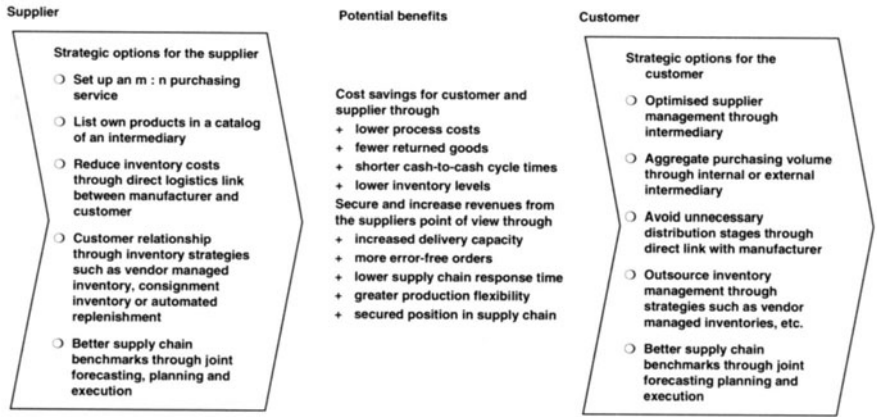 Supplier
Strategic options for the supplier
❍ Set up an m : n purchasing
service
❍ List own products in a catalog
of an intermediary
❍ Reduce inventory costs
through direct logistics link
between manufacturer and
customer
❍ Customer relationship
through inventory strategies
such as vendor managed
inventory, consignment
inventory or automated
replenishment
❍ Better supply chain
benchmarks through joint
forecasting, planning and
execution
Potential benefits
Cost savings for customer and
supplier through
+ lower process costs
+ fewer returned goods
+ shorter cash-to-cash cycle times
+ lower inventory levels
Secure and increase revenues from
the suppliers point of view through
+ increased delivery capacity
+ more error-free orders
+ lower supply chain response time
+ greater production flexibility
+ secured position in supply chain
Customer
Strategic options for the
customer
❍ Optimised supplier
management through
intermediary
❍ Aggregate purchasing volume
through internal or external
intermediary
❍ Avoid unnecessary
distribution stages through
direct link with manufacturer
❍ Outsource inventory
management through
strategies such as vendor
managed inventories, etc.
❍ Better supply chain
benchmarks through joint
forecasting planning and
execution